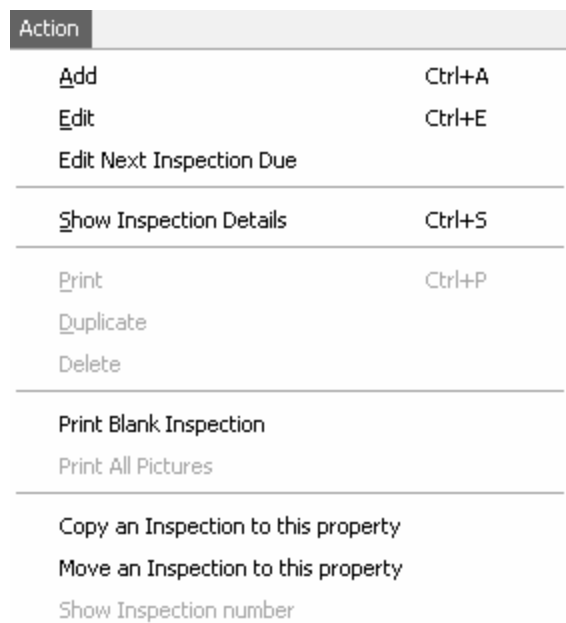 Action
Add Ctrl+A
Edit Ctrl+E
Edit Next Inspection Due
Show Inspection Details Ctrl+S
Print Ctrl+P
Duplicate
Delete
Print Blank Inspection
Print All Pictures
Copy an Inspection to this property
Move an Inspection to this property
Show Inspection number